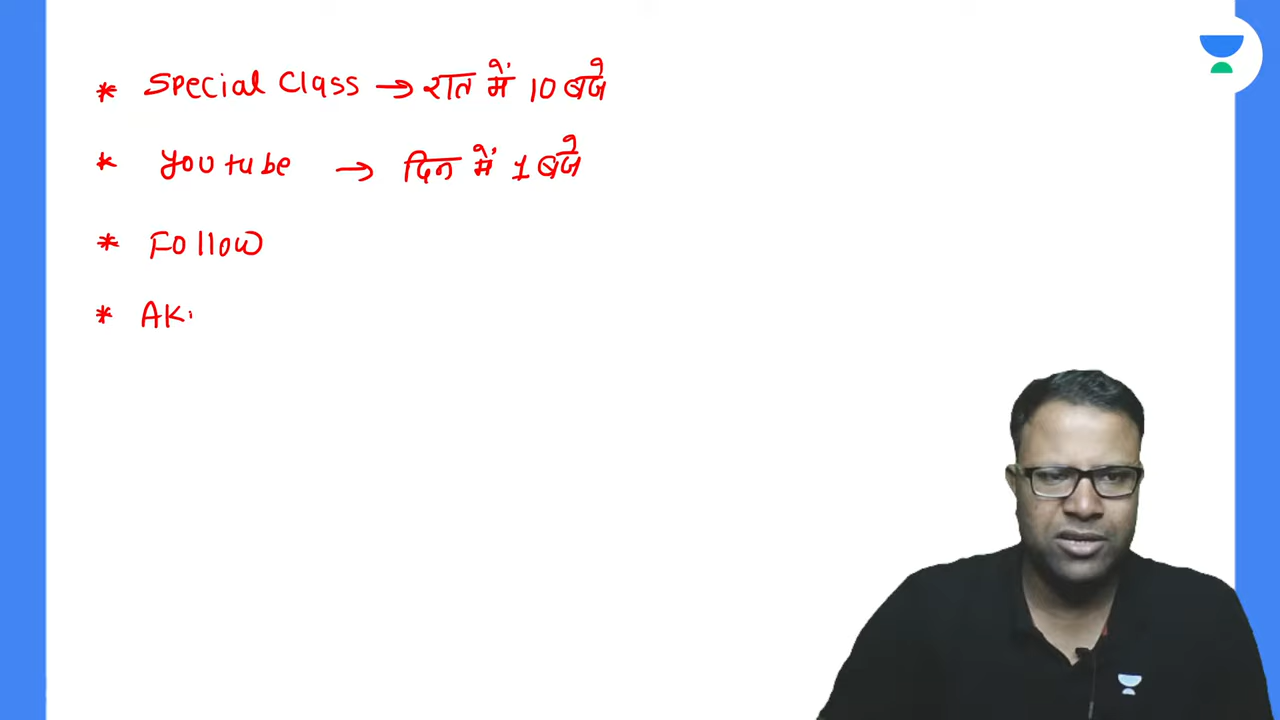 * Special Class → रात में 10 बजे
* YouTube → दिन में 1 बजे
* Follow
* AK